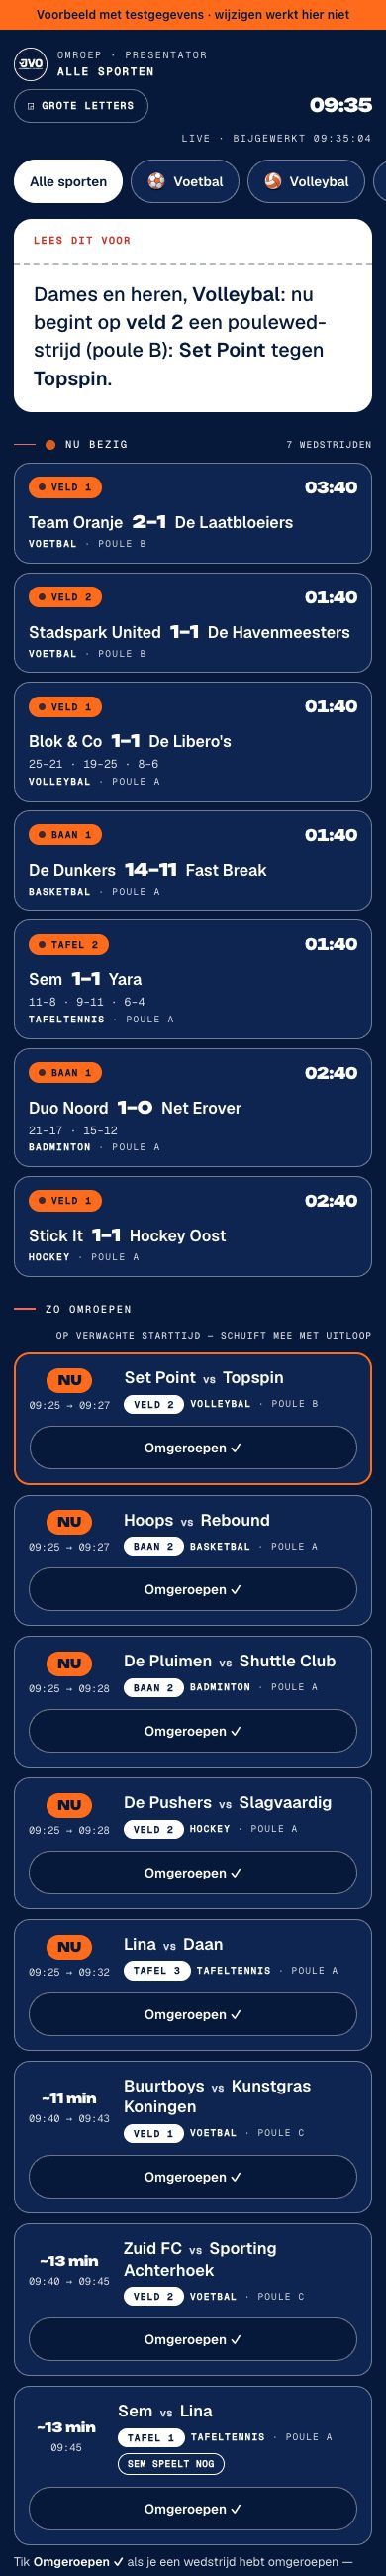 Voorbeeld met testgegevens · wijzigen werkt hier niet
JVO
OMROEP · PRESENTATOR
ALLE SPORTEN
GROTE LETTERS
09:35
LIVE · BIJGEWERKT 09:35:04
Alle sporten
Voetbal
Volleybal
LEES DIT VOOR
Dames en heren, Volleybal: nu
begint op veld 2 een poulewed-
strijd (poule B): Set Point tegen
Topspin.
NU BEZIG
7 WEDSTRIJDEN
VELD 1
03:40
Team Oranje 2–1 De Laatbloeiers
VOETBAL · POULE B
VELD 2
01:40
Stadspark United 1–1 De Havenmeesters
VOETBAL · POULE B
VELD 1
01:40
Blok & Co 1–1 De Libero's
25–21 · 19–25 · 8–6
VOLLEYBAL · POULE A
BAAN 1
01:40
De Dunkers 14–11 Fast Break
BASKETBAL · POULE A
TAFEL 2
01:40
Sem 1–1 Yara
11–8 · 9–11 · 6–4
TAFELTENNIS · POULE A
BAAN 1
02:40
Duo Noord 1–0 Net Erover
21–17 · 15–12
BADMINTON · POULE A
VELD 1
02:40
Stick It 1–1 Hockey Oost
HOCKEY · POULE A
ZO OMROEPEN
OP VERWACHTE STARTTIJD — SCHUIFT MEE MET UITLOOP
NU
09:25 → 09:27
Set Point vs Topspin
VELD 2 VOLLEYBAL · POULE B
Omgeroepen ✓
NU
09:25 → 09:27
Hoops vs Rebound
BAAN 2 BASKETBAL · POULE A
Omgeroepen ✓
NU
09:25 → 09:28
De Pluimen vs Shuttle Club
BAAN 2 BADMINTON · POULE A
Omgeroepen ✓
NU
09:25 → 09:28
De Pushers vs Slagvaardig
VELD 2 HOCKEY · POULE A
Omgeroepen ✓
NU
09:25 → 09:32
Lina vs Daan
TAFEL 3 TAFELTENNIS · POULE A
Omgeroepen ✓
~11 min
09:40 → 09:43
Buurtboys vs Kunstgras
Koningen
VELD 1 VOETBAL · POULE C
Omgeroepen ✓
~13 min
09:40 → 09:45
Zuid FC vs Sporting
Achterhoek
VELD 2 VOETBAL · POULE C
Omgeroepen ✓
~13 min
09:45
Sem vs Lina
TAFEL 1 TAFELTENNIS · POULE A
SEM SPEELT NOG
Omgeroepen ✓
Tik Omgeroepen ✓ als je een wedstrijd hebt omgeroepen —